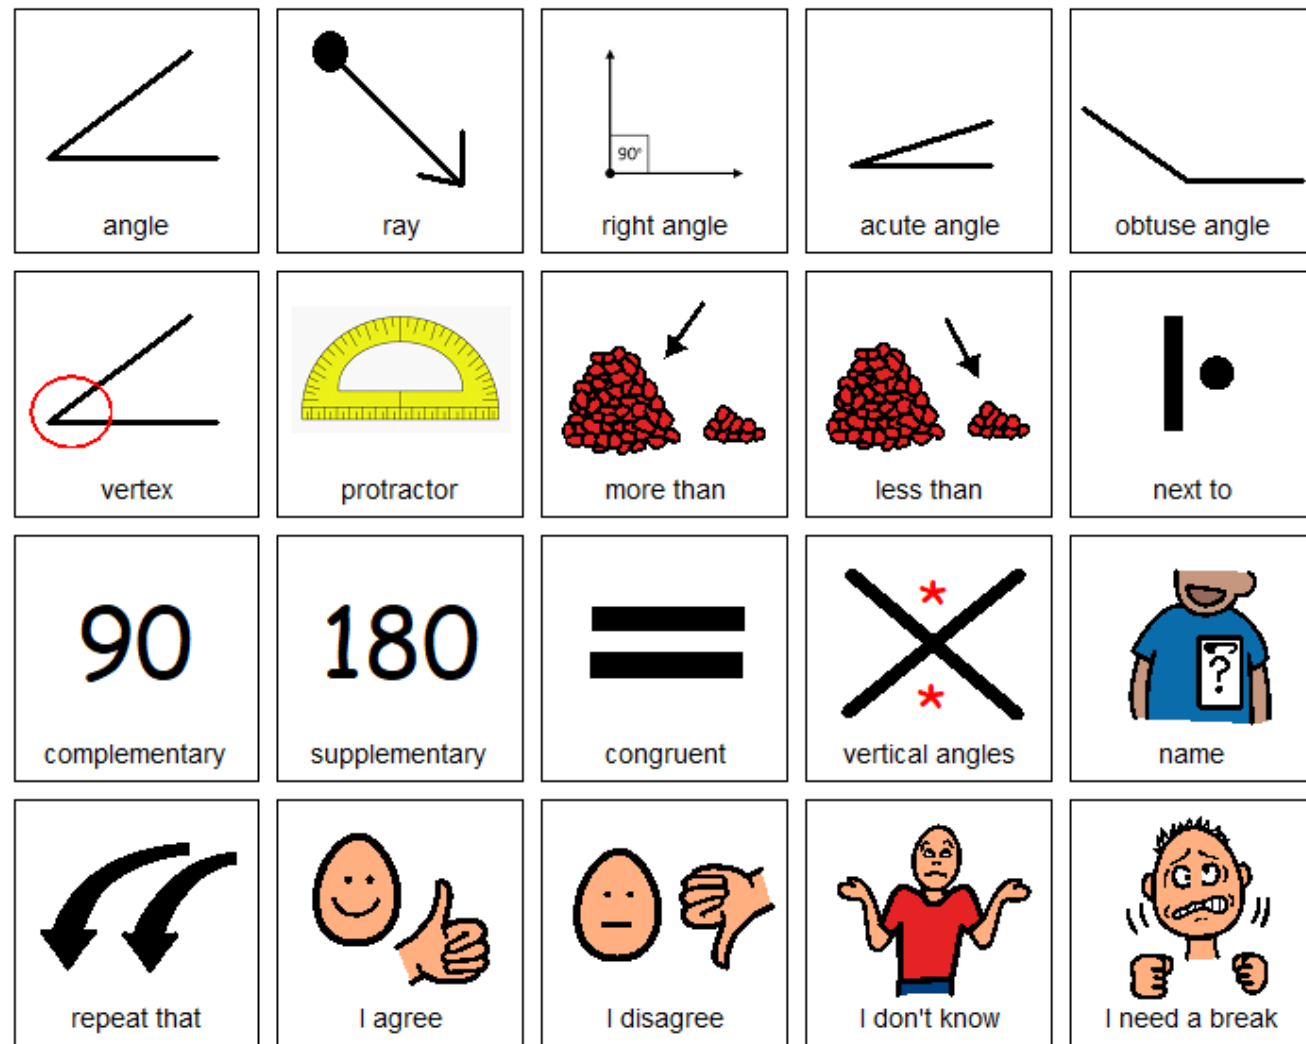 angle
ray
90°
right angle
acute angle
obtuse angle
vertex
protractor
more than
less than
next to
90
complementary
180
supplementary
congruent
* *
vertical angles
?
name
repeat that
I agree
I disagree
I don't know
I need a break